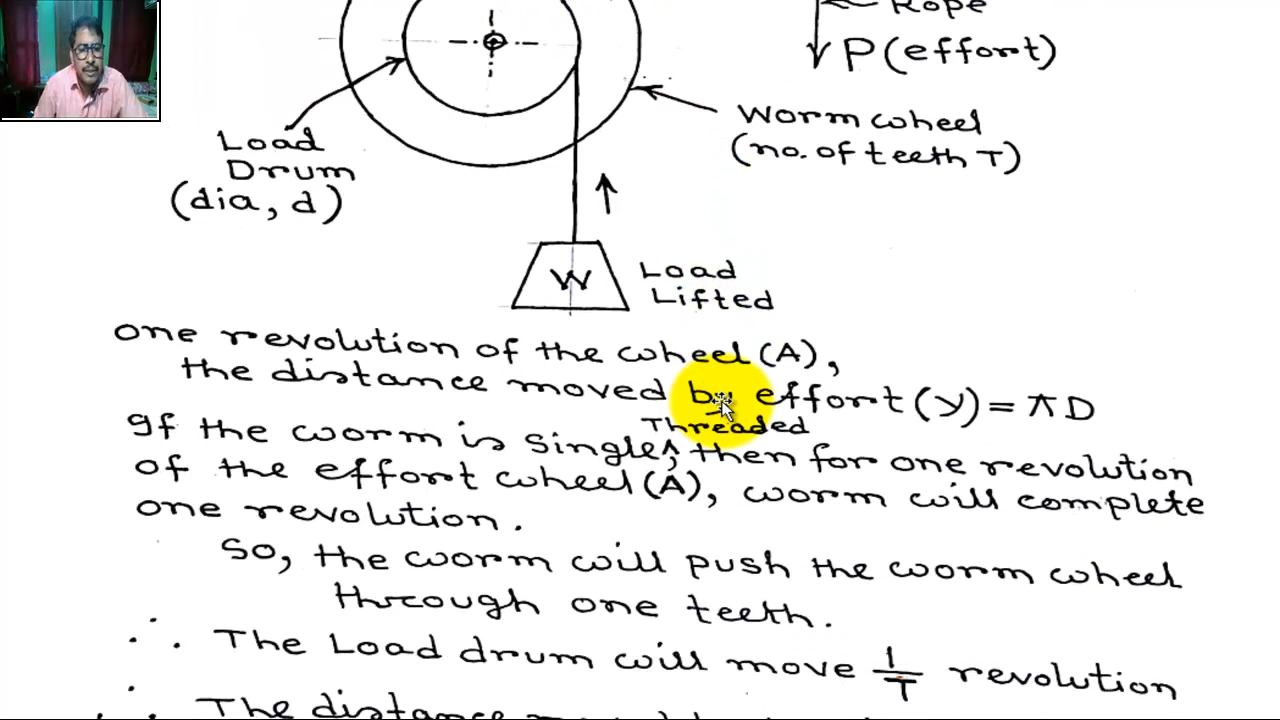 Rope
P (effort)
Worm wheel
(no. of teeth T)
Load
Drum
(dia, d)
W
Load
Lifted
one revolution of the wheel (A),
the distance moved by effort (y) = πD
If the worm is single Threaded, then for one revolution
of the effort wheel (A), worm will complete
one revolution.
So, the worm will push the worm wheel
through one teeth.
∴ The Load drum will move 1/T revolution
∴ The distance